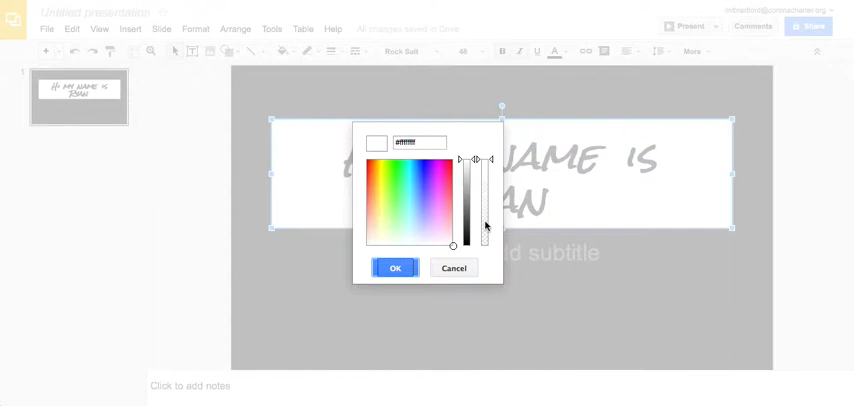 Untitled presentation
File Edit View Insert Slide Format Arrange Tools Table Help All changes saved in Drive
Present Comments Share
Rock Salt 48 B I U A More
1
Hi my name is
Ryan
#ffffff
name is
an
dd subtitle
OK Cancel
Click to add notes